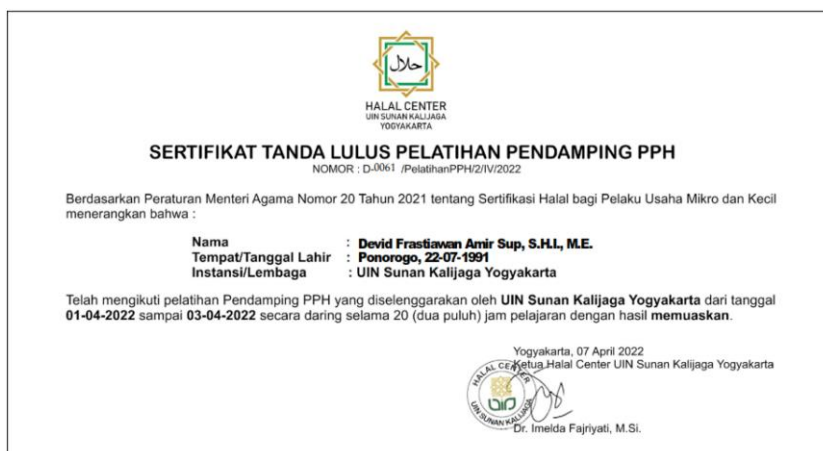 حلال
HALAL CENTER
UIN SUNAN KALIJAGA
YOGYAKARTA
SERTIFIKAT TANDA LULUS PELATIHAN PENDAMPING PPH
NOMOR : D-0061 /PelatihanPPH/2/IV/2022
Berdasarkan Peraturan Menteri Agama Nomor 20 Tahun 2021 tentang Sertifikasi Halal bagi Pelaku Usaha Mikro dan Kecil
menerangkan bahwa :
Nama : Devid Frastiawan Amir Sup, S.H.I., M.E.
Tempat/Tanggal Lahir : Ponorogo, 22-07-1991
Instansi/Lembaga : UIN Sunan Kalijaga Yogyakarta
Telah mengikuti pelatihan Pendamping PPH yang diselenggarakan oleh UIN Sunan Kalijaga Yogyakarta dari tanggal
01-04-2022 sampai 03-04-2022 secara daring selama 20 (dua puluh) jam pelajaran dengan hasil memuaskan.
Yogyakarta, 07 April 2022
Ketua Halal Center UIN Sunan Kalijaga Yogyakarta
HALAL CENTER
UIN
UIN SUNAN KALIJAGA
Dr. Imelda Fajriyati, M.Si.